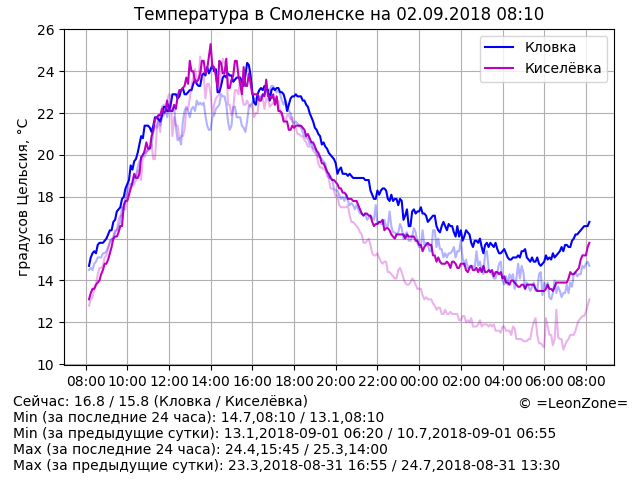 Температура в Смоленске на 02.09.2018 08:10
26
24
22
20
18
16
14
12
10
градусов Цельсия, °C
Кловка
Киселёвка
08:00 10:00 12:00 14:00 16:00 18:00 20:00 22:00 00:00 02:00 04:00 06:00 08:00
Сейчас: 16.8 / 15.8 (Кловка / Киселёвка)
© =LeonZone=
Min (за последние 24 часа): 14.7,08:10 / 13.1,08:10
Min (за предыдущие сутки): 13.1,2018-09-01 06:20 / 10.7,2018-09-01 06:55
Max (за последние 24 часа): 24.4,15:45 / 25.3,14:00
Max (за предыдущие сутки): 23.3,2018-08-31 16:55 / 24.7,2018-08-31 13:30